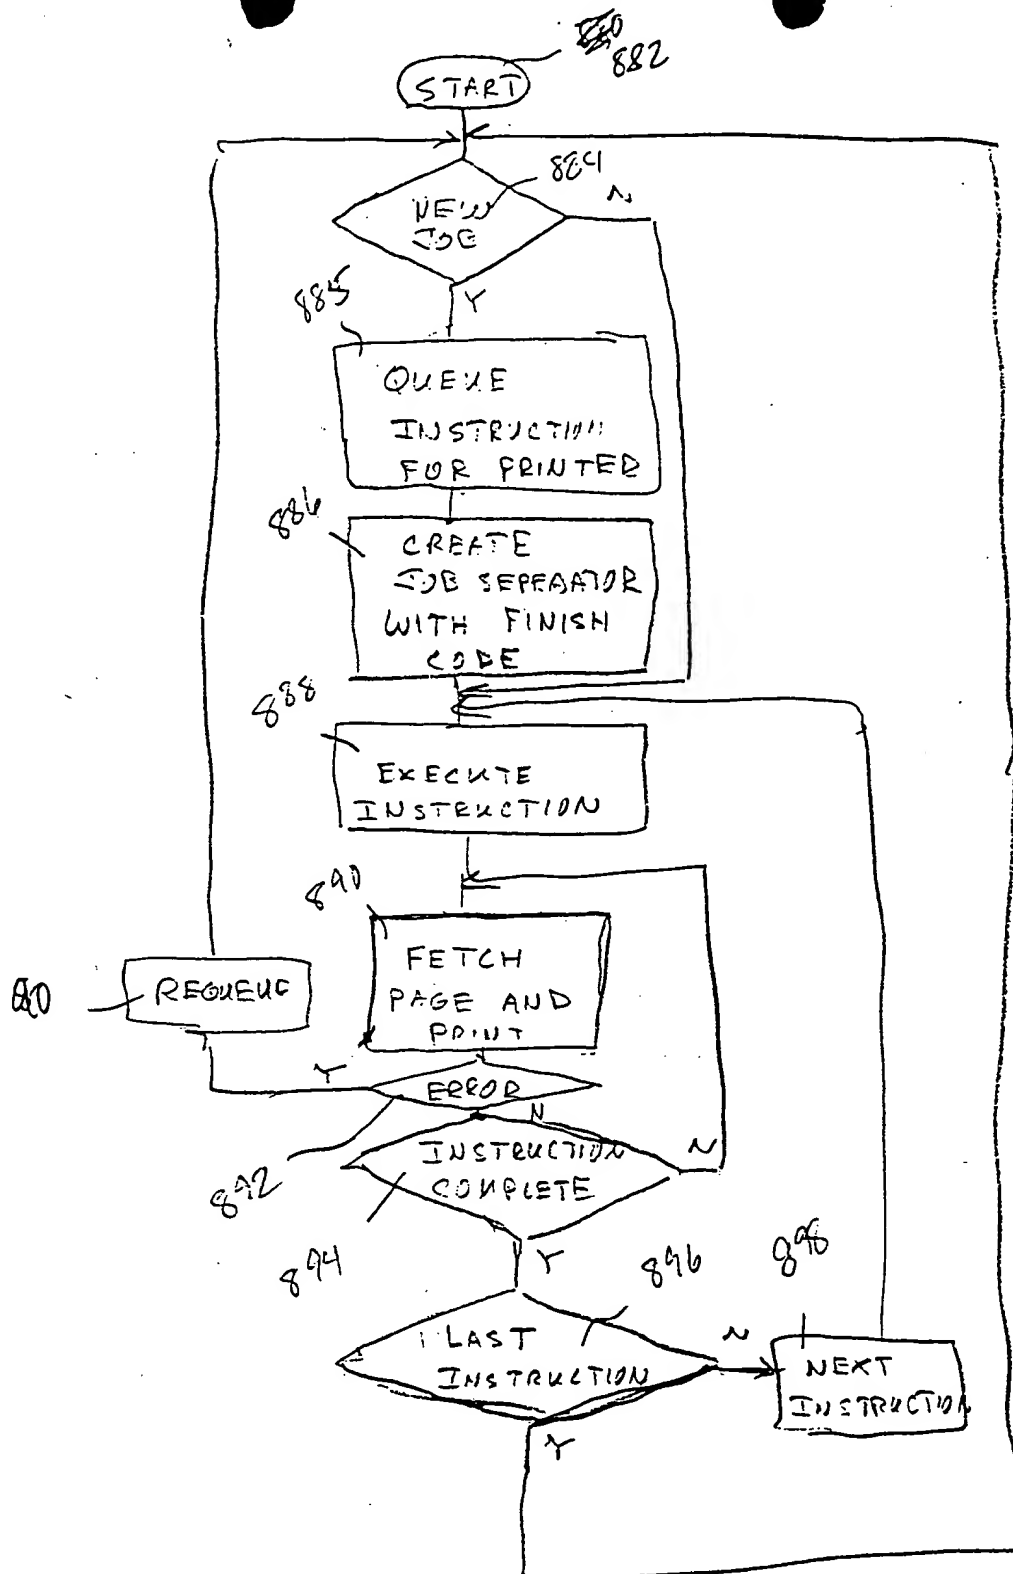 882
START
884
N
NEW
JOB
Y
885
QUEUE
INSTRUCTION
FOR PRINTED
886
CREATE
JOB SEPERATOR
WITH FINISH
CODE
888
EXECUTE
INSTRUCTION
890
FETCH
PAGE AND
PRINT
REQUEUE
Y
ERROR
N
892
INSTRUCTION
COMPLETE
N
Y
894
896
898
LAST
INSTRUCTION
N
NEXT
INSTRUCTION
Y